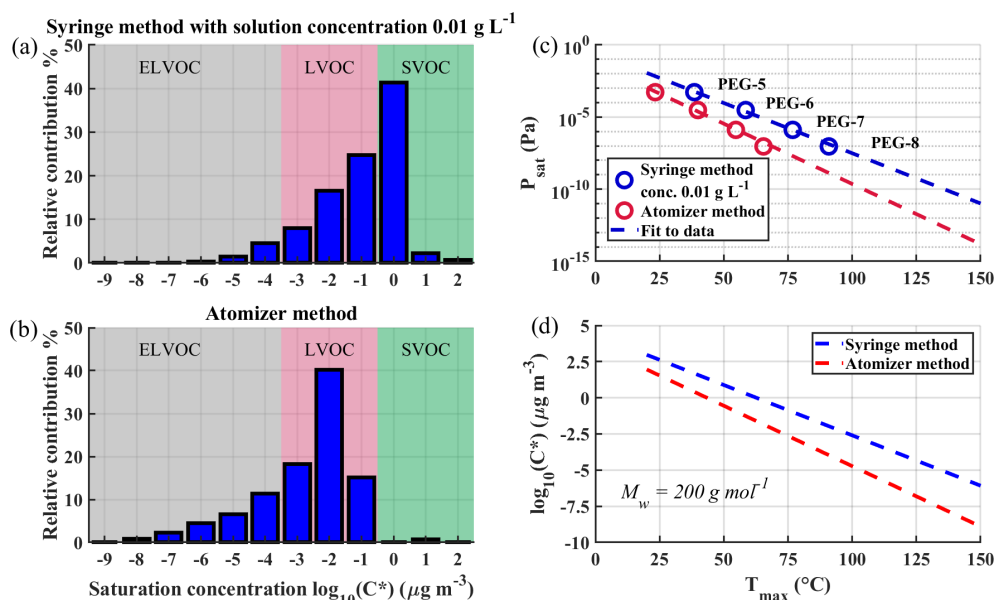 Syringe method with solution concentration 0.01 g L⁻¹
(a)
Relative contribution %
50
40
30
20
10
0
ELVOC
LVOC
SVOC
-9 -8 -7 -6 -5 -4 -3 -2 -1 0 1 2
Atomizer method
(b)
Relative contribution %
50
40
30
20
10
0
ELVOC
LVOC
SVOC
-9 -8 -7 -6 -5 -4 -3 -2 -1 0 1 2
Saturation concentration log₁₀(C*) (μg m⁻³)
(c)
P_sat (Pa)
10⁰
10⁻⁵
10⁻¹⁰
10⁻¹⁵
PEG-5
PEG-6
PEG-7
PEG-8
Syringe method
conc. 0.01 g L⁻¹
Atomizer method
Fit to data
0 25 50 75 100 125 150
(d)
log₁₀(C*) (μg m⁻³)
5
2.5
0
-2.5
-5
-7.5
-10
Syringe method
Atomizer method
M_w = 200 g mol⁻¹
0 25 50 75 100 125 150
T_max (°C)